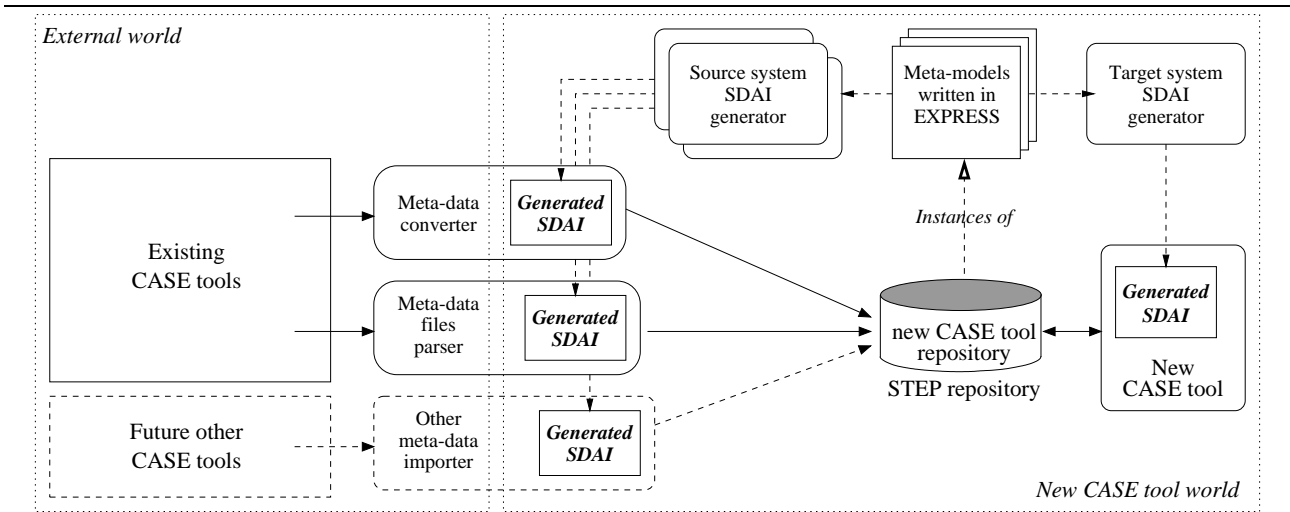 External world
Source system
SDAI
generator
Meta-models
written in
EXPRESS
Target system
SDAI
generator
Existing
CASE tools
Meta-data
converter
Generated
SDAI
Instances of
Meta-data
files
parser
Generated
SDAI
new CASE tool
repository
STEP repository
Generated
SDAI
New
CASE tool
Future other
CASE tools
Other
meta-data
importer
Generated
SDAI
New CASE tool world